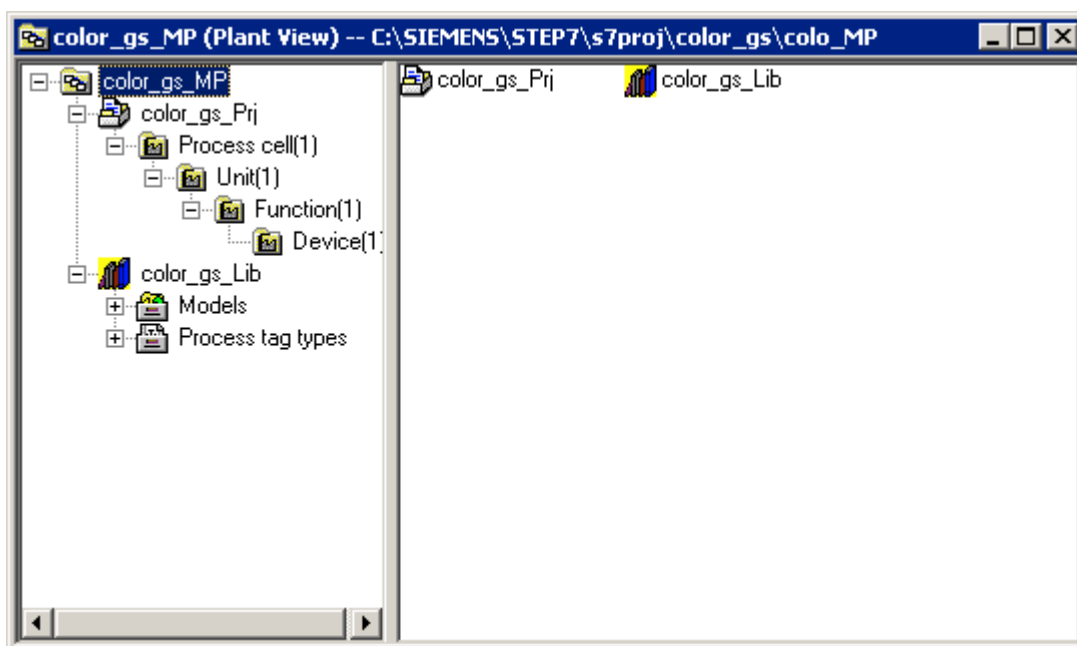 color_gs_MP (Plant View) -- C:\SIEMENS\STEP7\s7proj\color_gs\colo_MP
color_gs_MP
color_gs_Prj
Process cell(1)
Unit(1)
Function(1)
Device(1)
color_gs_Lib
Models
Process tag types
color_gs_Prj color_gs_Lib